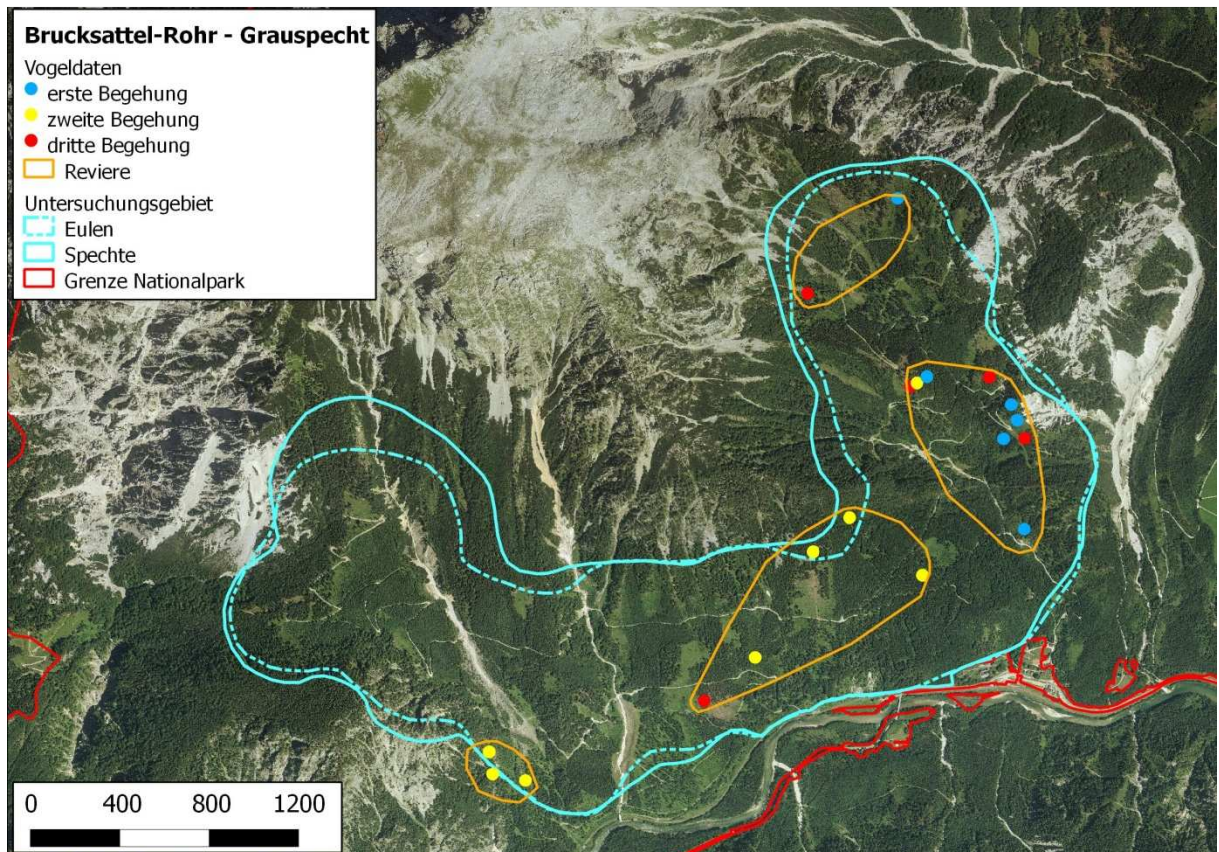 Brucksattel-Rohr - Grauspecht
Vogeldaten
erste Begehung
zweite Begehung
dritte Begehung
Reviere
Untersuchungsgebiet
Eulen
Spechte
Grenze Nationalpark
0 400 800 1200